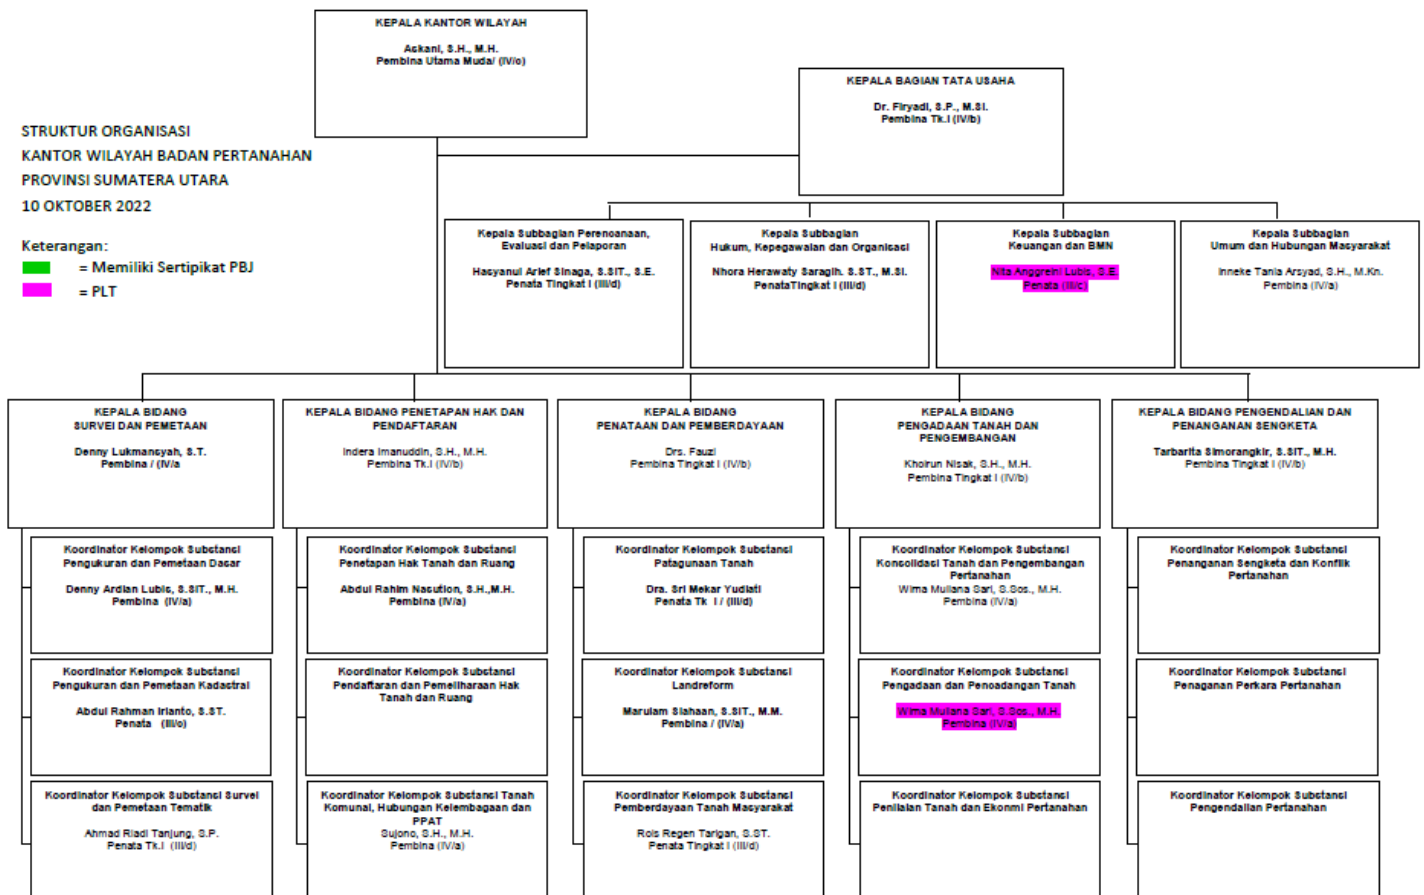 KEPALA KANTOR WILAYAH
Askani, S.H., M.H.
Pembina Utama Muda/ (IV/c)
KEPALA BAGIAN TATA USAHA
Dr. Firyadi, S.P., M.Si.
Pembina Tk.I (IV/b)
STRUKTUR ORGANISASI
KANTOR WILAYAH BADAN PERTANAHAN
PROVINSI SUMATERA UTARA
10 OKTOBER 2022
Keterangan:
= Memiliki Sertipikat PBJ
= PLT
Kepala Subbagian Perencanaan,
Evaluasi dan Pelaporan
Hasyanul Arief Sinaga, S.SIT., S.E.
Penata Tingkat I (III/d)
Kepala Subbagian
Hukum, Kepegawaian dan Organisasi
Nhora Herawaty Saragih. S.ST., M.Si.
PenataTingkat I (III/d)
Kepala Subbagian
Keuangan dan BMN
Nita Anggreini Lubis, S.E.
Penata (III/c)
Kepala Subbagian
Umum dan Hubungan Masyarakat
Inneke Tania Arsyad, S.H., M.Kn.
Pembina (IV/a)
KEPALA BIDANG
SURVEI DAN PEMETAAN
Denny Lukmansyah, S.T.
Pembina / (IV/a
KEPALA BIDANG PENETAPAN HAK DAN
PENDAFTARAN
Indera Imanuddin, S.H., M.H.
Pembina Tk.I (IV/b)
KEPALA BIDANG
PENATAAN DAN PEMBERDAYAAN
Drs. Fauzi
Pembina Tingkat I (IV/b)
KEPALA BIDANG
PENGADAAN TANAH DAN
PENGEMBANGAN
Khoirun Nisak, S.H., M.H.
Pembina Tingkat I (IV/b)
KEPALA BIDANG PENGENDALIAN DAN
PENANGANAN SENGKETA
Tarbarita Simorangkir, S.SIT., M.H.
Pembina Tingkat I (IV/b)
Koordinator Kelompok Substansi
Pengukuran dan Pemetaan Dasar
Denny Ardian Lubis, S.SIT., M.H.
Pembina (IV/a)
Koordinator Kelompok Substansi
Penetapan Hak Tanah dan Ruang
Abdul Rahim Nasution, S.H.,M.H.
Pembina (IV/a)
Koordinator Kelompok Substansi
Patagunaan Tanah
Dra. Sri Mekar Yudiati
Penata Tk I / (III/d)
Koordinator Kelompok Substansi
Konsolidasi Tanah dan Pengembangan
Pertanahan
Wima Muliana Sari, S.Sos., M.H.
Pembina (IV/a)
Koordinator Kelompok Substansi
Penanganan Sengketa dan Konflik
Pertanahan
Koordinator Kelompok Substansi
Pengukuran dan Pemetaan Kadastral
Abdul Rahman Irianto, S.ST.
Penata (III/c)
Koordinator Kelompok Substansi
Pendaftaran dan Pemeliharaan Hak
Tanah dan Ruang
Koordinator Kelompok Substansi
Landreform
Marulam Siahaan, S.SIT., M.M.
Pembina / (IV/a)
Koordinator Kelompok Substansi
Pengadaan dan Pencadangan Tanah
Wima Muliana Sari, S.Sos., M.H.
Pembina (IV/a)
Koordinator Kelompok Substansi
Penaganan Perkara Pertanahan
Koordinator Kelompok Substansi Survei
dan Pemetaan Tematik
Ahmad Riadi Tanjung, S.P.
Penata Tk.I (III/d)
Koordinator Kelompok Substansi Tanah
Komunal, Hubungan Kelembagaan dan
PPAT
Sujono, S.H., M.H.
Pembina (IV/a)
Koordinator Kelompok Substansi
Pemberdayaan Tanah Masyarakat
Rois Regen Tarigan, S.ST.
Penata Tingkat I (III/d)
Koordinator Kelompok Substansi
Penilaian Tanah dan Ekonmi Pertanahan
Koordinator Kelompok Substansi
Pengendalian Pertanahan